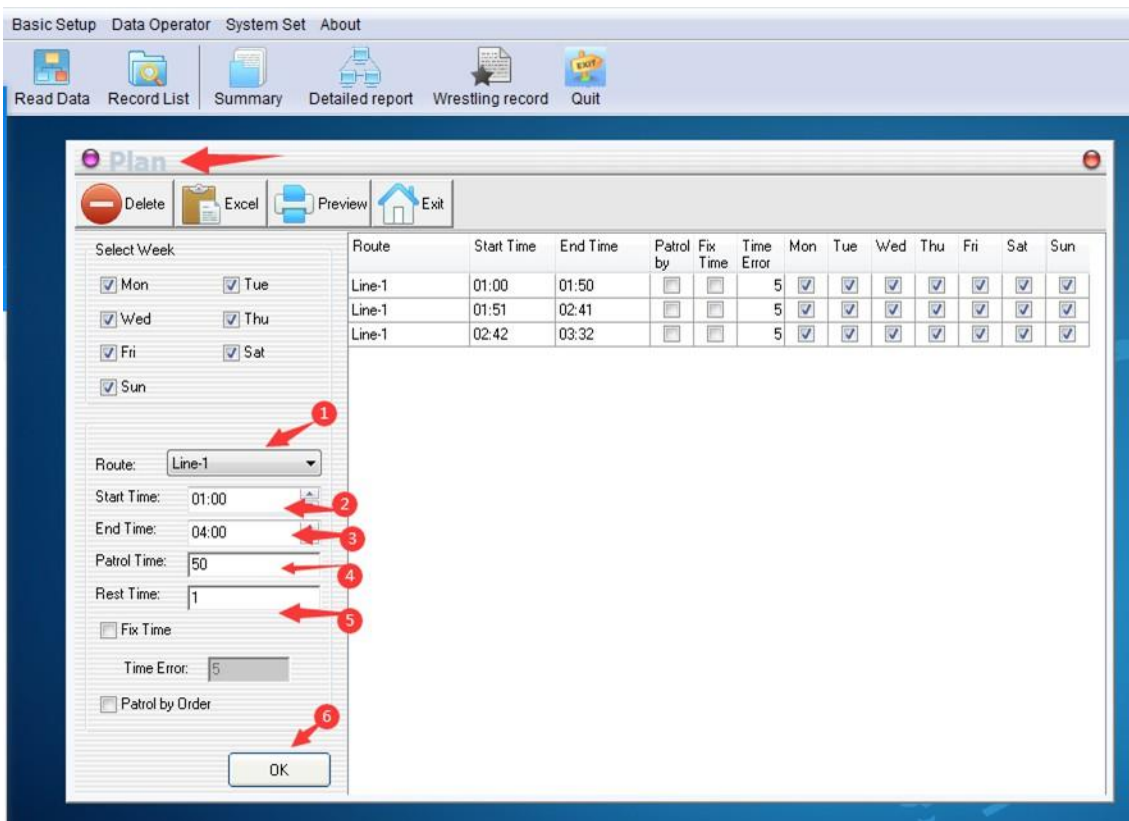 Basic Setup Data Operator System Set About
Read Data Record List Summary Detailed report Wrestling record EXIT Quit
Plan
Delete Excel Preview Exit
Select Week
Mon Tue
Wed Thu
Fri Sat
Sun
1
Route: Line-1
Start Time: 01:00
2
End Time: 04:00
3
Patrol Time: 50
4
Rest Time: 1
5
Fix Time
Time Error: 5
Patrol by Order
6
OK
Route Start Time End Time Patrol by Fix Time Time Error Mon Tue Wed Thu Fri Sat Sun
Line-1 01:00 01:50 5
Line-1 01:51 02:41 5
Line-1 02:42 03:32 5